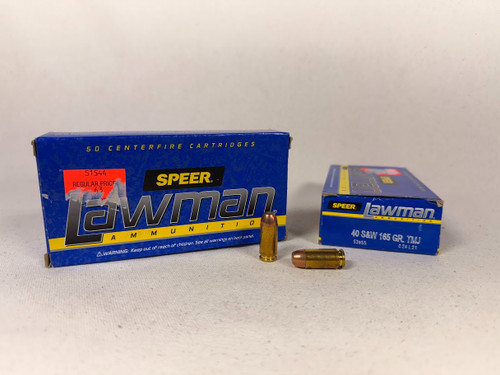 50 CENTERFIRE CARTRIDGES
51544
REGULAR PRICE
SPEER
Lawman
AMMUNITION
WARNING: Keep out of reach of children. See all warnings on back panel.
SPEER Lawman
40 S&W 165 GR. TMJ